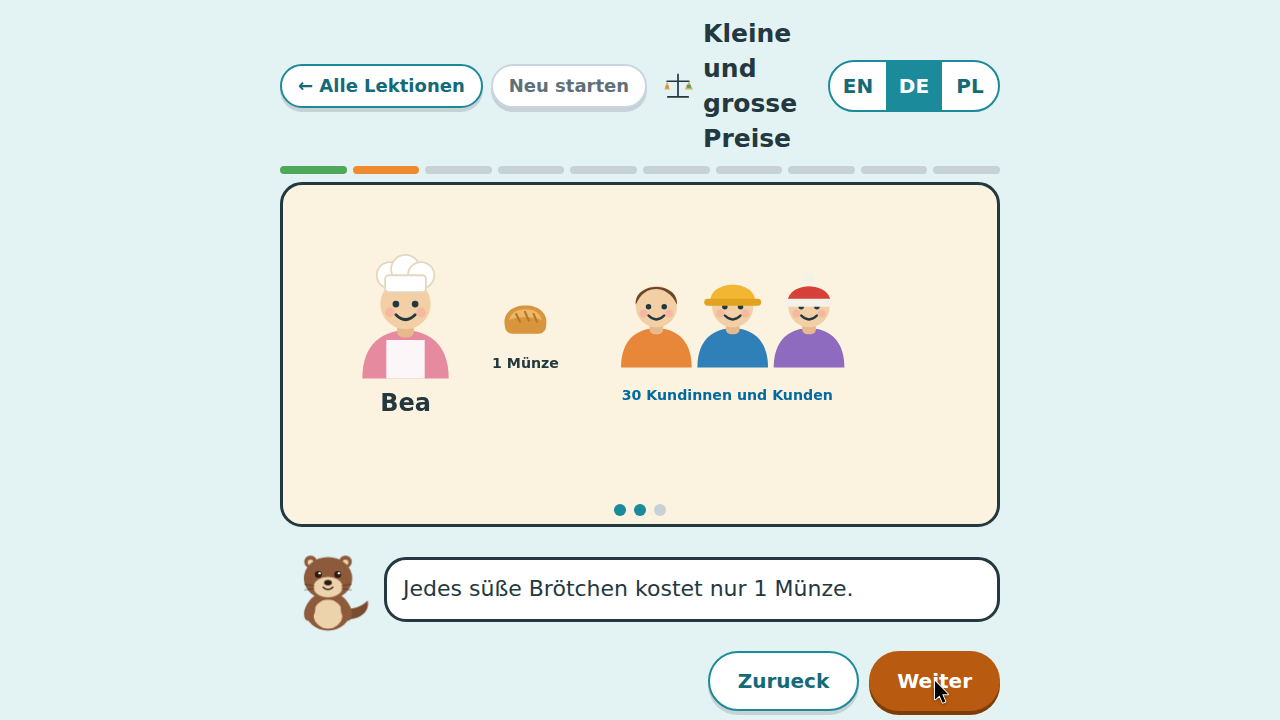 ← Alle Lektionen
Neu starten
Kleine
und
grosse
Preise
EN DE PL
1 Münze
Bea
30 Kundinnen und Kunden
Jedes süße Brötchen kostet nur 1 Münze.
Zurueck
Weiter